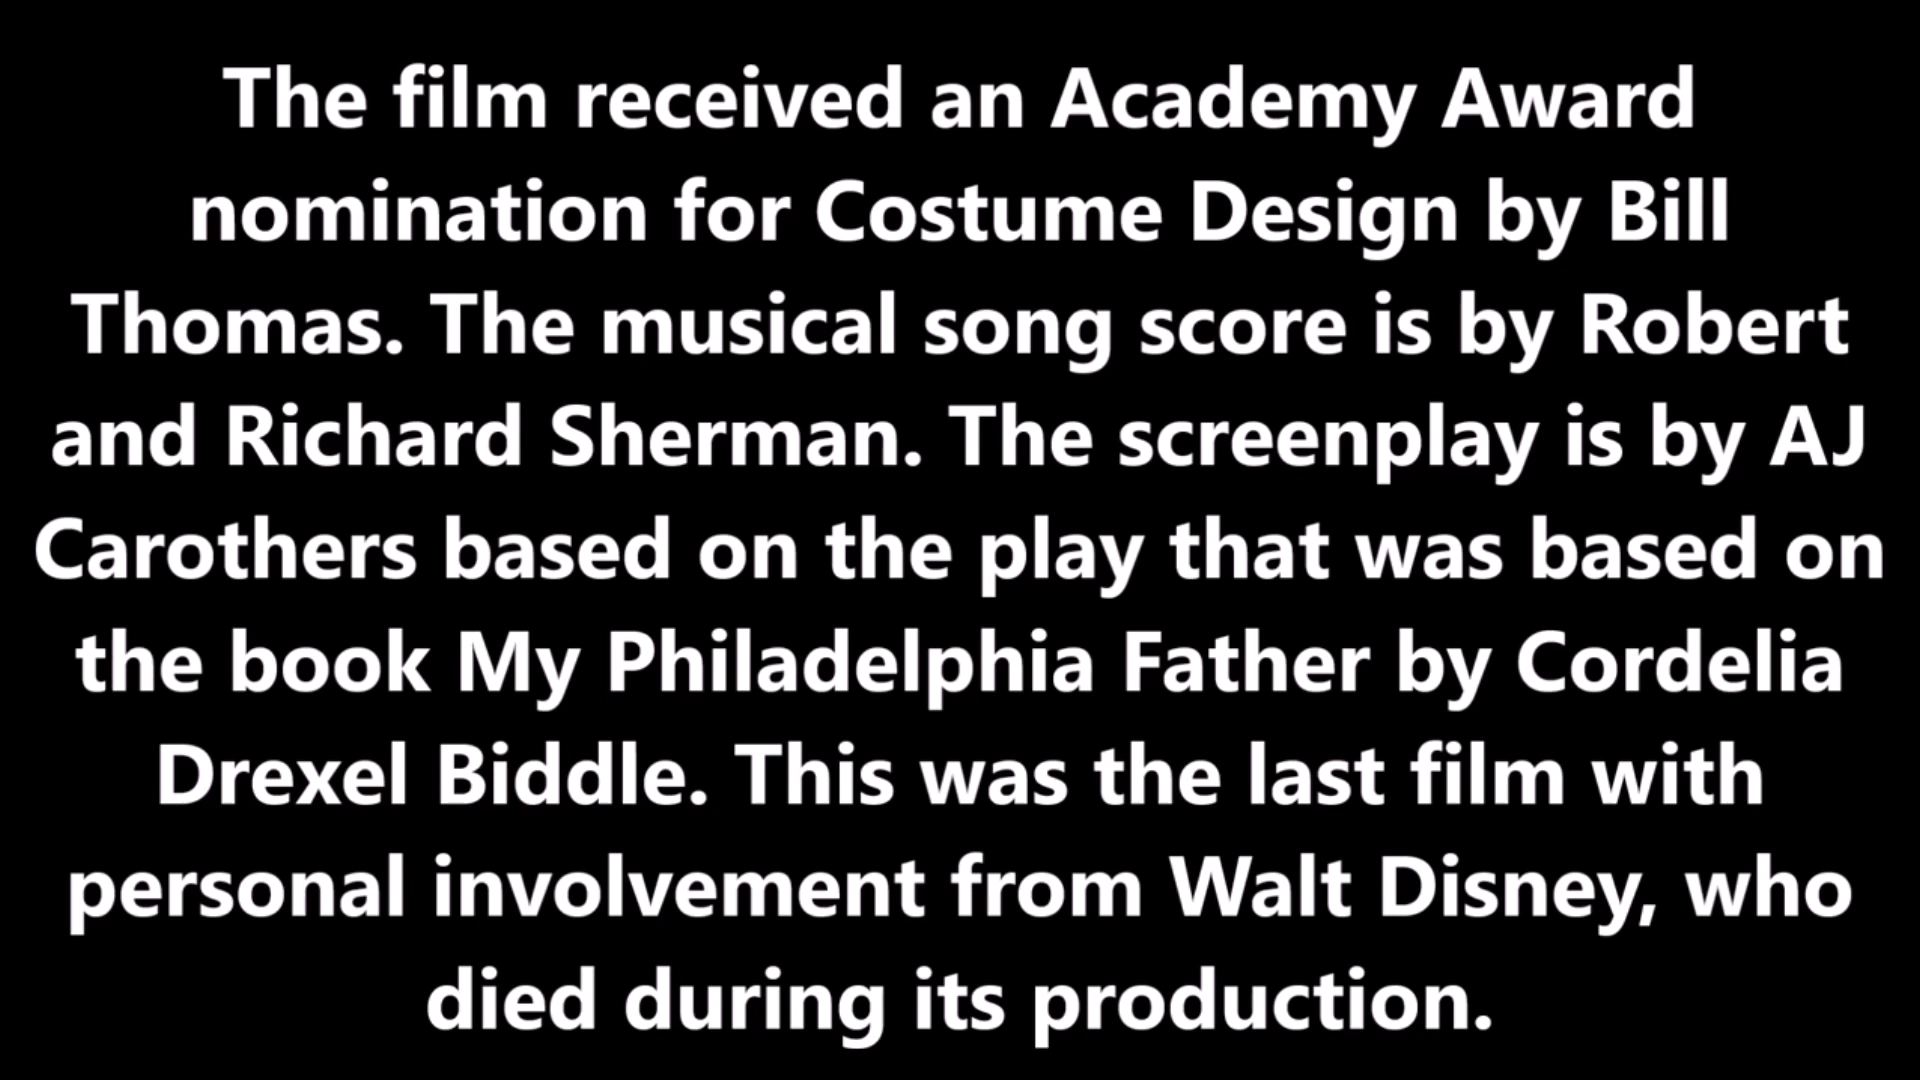 The film received an Academy Award
nomination for Costume Design by Bill
Thomas. The musical song score is by Robert
and Richard Sherman. The screenplay is by AJ
Carothers based on the play that was based on
the book My Philadelphia Father by Cordelia
Drexel Biddle. This was the last film with
personal involvement from Walt Disney, who
died during its production.